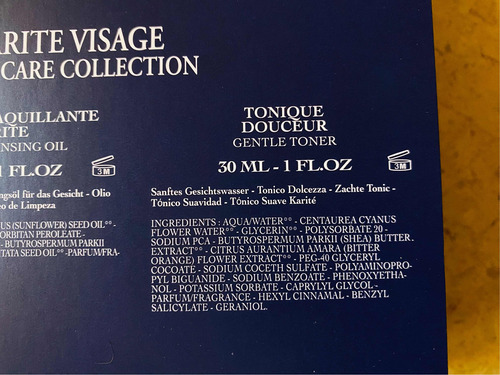 ARITE VISAGE
CARE COLLECTION
AQUILLANTE
RITE
NSING OIL
1 FL.OZ
3M
ngsöl für das Gesicht - Olio
eo de Limpeza
US (SUNFLOWER) SEED OIL°° -
ORBITAN PEROLEATE -
° - BUTYROSPERMUM PARKII
TATA SEED OIL°° - PARFUM/FRA-
TONIQUE
DOUCEUR
GENTLE TONER
30 ML - 1 FL.OZ
3M
Sanftes Gesichtswasser - Tonico Dolcezza - Zachte Tonic -
Tónico Suavidad - Tônico Suave Karité
INGREDIENTS : AQUA/WATER°° - CENTAUREA CYANUS
FLOWER WATER°° - GLYCERIN°° - POLYSORBATE 20 -
SODIUM PCA - BUTYROSPERMUM PARKII (SHEA) BUTTER
EXTRACT°° - CITRUS AURANTIUM AMARA (BITTER
ORANGE) FLOWER EXTRACT°° - PEG-40 GLYCERYL
COCOATE - SODIUM COCETH SULFATE - POLYAMINOPRO-
PYL BIGUANIDE - SODIUM BENZOATE - PHENOXYETHA-
NOL - POTASSIUM SORBATE - CAPRYLYL GLYCOL -
PARFUM/FRAGRANCE - HEXYL CINNAMAL - BENZYL
SALICYLATE - GERANIOL.